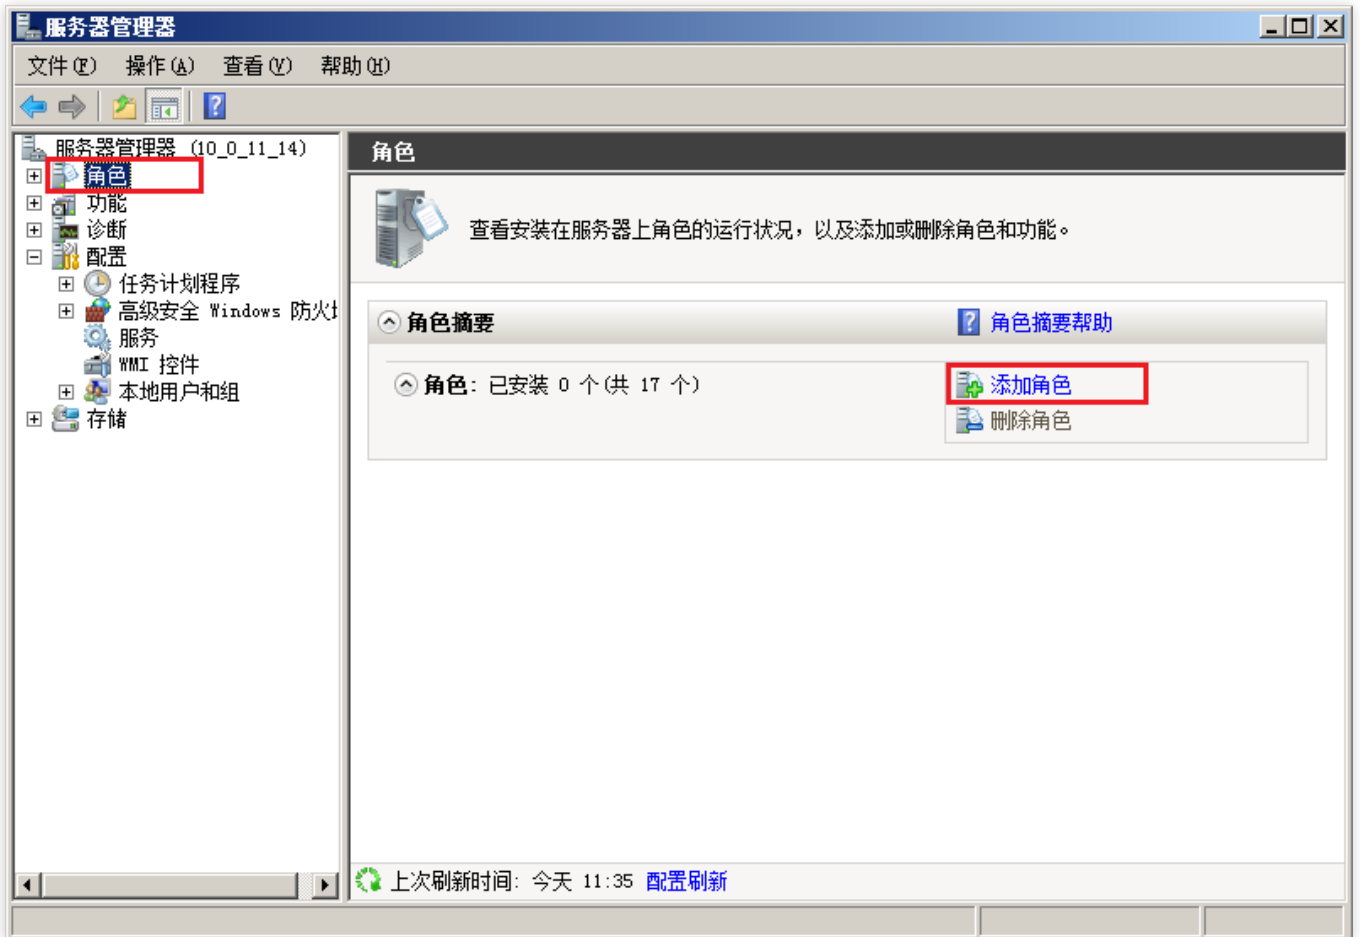 服务器管理器
文件(F) 操作(A) 查看(V) 帮助(H)
服务器管理器 (10_0_11_14)
角色
功能
诊断
配置
任务计划程序
高级安全 Windows 防火
服务
WMI 控件
本地用户和组
存储
角色
查看安装在服务器上角色的运行状况，以及添加或删除角色和功能。
角色摘要
角色摘要帮助
角色: 已安装 0 个(共 17 个)
添加角色
删除角色
上次刷新时间: 今天 11:35 配置刷新